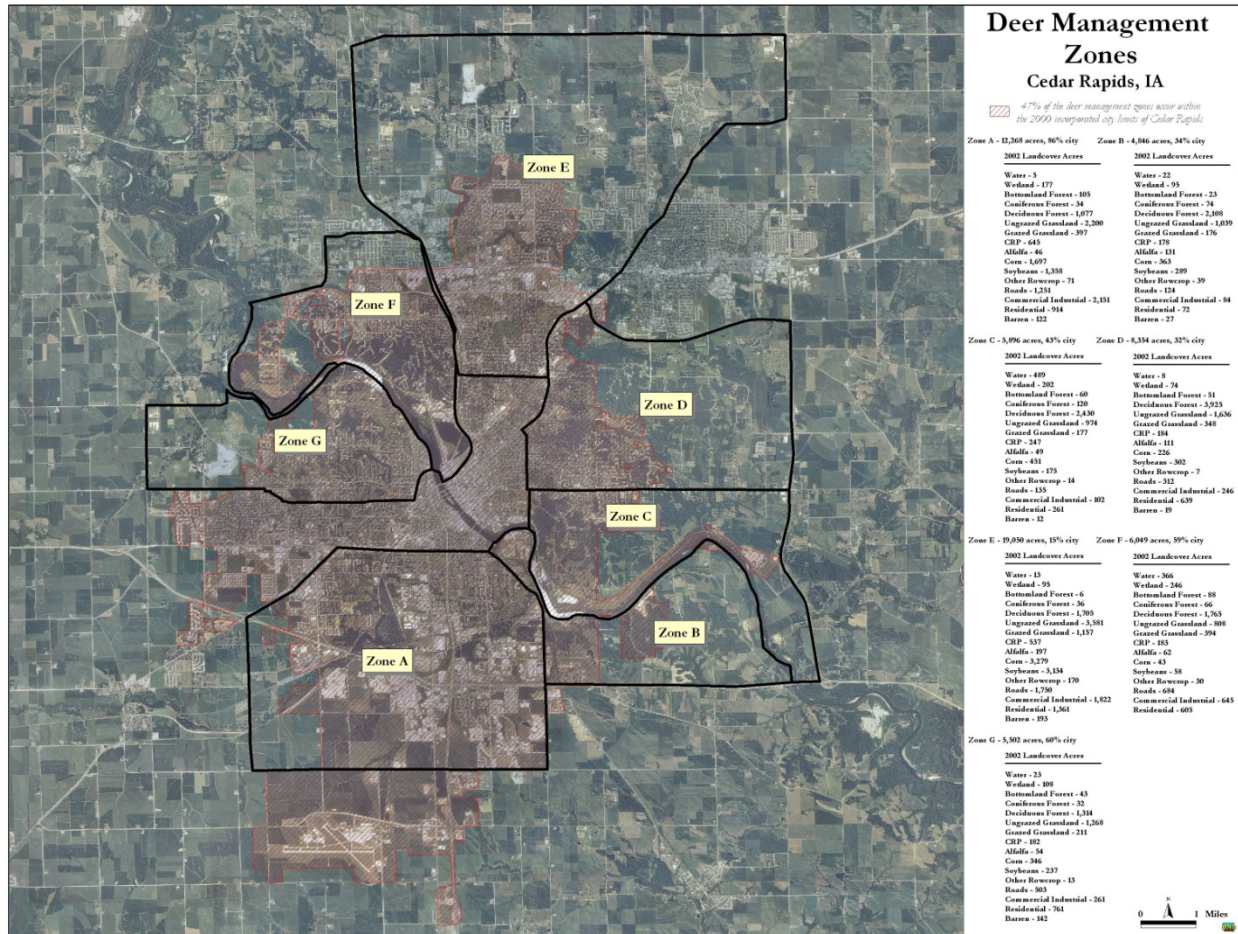 Deer Management
Zones
Cedar Rapids, IA
47% of the deer management zones occur within
the 2000 incorporated city limits of Cedar Rapids
Zone A - 12,268 acres, 86% city
2002 Landcover Acres
Water - 5
Wetland - 177
Bottomland Forest - 105
Coniferous Forest - 34
Deciduous Forest - 1,077
Ungrazed Grassland - 2,200
Grazed Grassland - 397
CRP - 645
Alfalfa - 46
Corn - 1,697
Soybeans - 1,358
Other Rowcrop - 71
Roads - 1,251
Commercial Industrial - 2,151
Residential - 914
Barren - 122
Zone B - 4,846 acres, 34% city
2002 Landcover Acres
Water - 22
Wetland - 95
Bottomland Forest - 23
Coniferous Forest - 74
Deciduous Forest - 2,108
Ungrazed Grassland - 1,039
Grazed Grassland - 176
CRP - 178
Alfalfa - 131
Corn - 363
Soybeans - 289
Other Rowcrop - 39
Roads - 124
Commercial Industrial - 84
Residential - 72
Barren - 27
Zone C - 5,896 acres, 43% city
2002 Landcover Acres
Water - 489
Wetland - 202
Bottomland Forest - 60
Coniferous Forest - 120
Deciduous Forest - 2,430
Ungrazed Grassland - 974
Grazed Grassland - 177
CRP - 247
Alfalfa - 49
Corn - 451
Soybeans - 175
Other Rowcrop - 14
Roads - 135
Commercial Industrial - 102
Residential - 261
Barren - 12
Zone D - 8,354 acres, 32% city
2002 Landcover Acres
Water - 8
Wetland - 74
Bottomland Forest - 51
Deciduous Forest - 3,925
Ungrazed Grassland - 1,636
Grazed Grassland - 348
CRP - 184
Alfalfa - 111
Corn - 226
Soybeans - 302
Other Rowcrop - 7
Roads - 312
Commercial Industrial - 246
Residential - 639
Barren - 19
Zone E - 19,050 acres, 15% city
2002 Landcover Acres
Water - 13
Wetland - 95
Bottomland Forest - 6
Coniferous Forest - 36
Deciduous Forest - 1,705
Ungrazed Grassland - 3,581
Grazed Grassland - 1,157
CRP - 537
Alfalfa - 197
Corn - 3,279
Soybeans - 3,134
Other Rowcrop - 170
Roads - 1,750
Commercial Industrial - 1,822
Residential - 1,361
Barren - 193
Zone F - 6,049 acres, 59% city
2002 Landcover Acres
Water - 366
Wetland - 246
Bottomland Forest - 88
Coniferous Forest - 66
Deciduous Forest - 1,765
Ungrazed Grassland - 808
Grazed Grassland - 394
CRP - 183
Alfalfa - 62
Corn - 43
Soybeans - 58
Other Rowcrop - 30
Roads - 684
Commercial Industrial - 645
Residential - 605
Zone G - 5,502 acres, 60% city
2002 Landcover Acres
Water - 23
Wetland - 108
Bottomland Forest - 43
Coniferous Forest - 32
Deciduous Forest - 1,314
Ungrazed Grassland - 1,268
Grazed Grassland - 211
CRP - 182
Alfalfa - 54
Corn - 346
Soybeans - 237
Other Rowcrop - 13
Roads - 503
Commercial Industrial - 261
Residential - 761
Barren - 142
Zone E
Zone F
Zone D
Zone G
Zone C
Zone B
Zone A
N
0 1 Miles